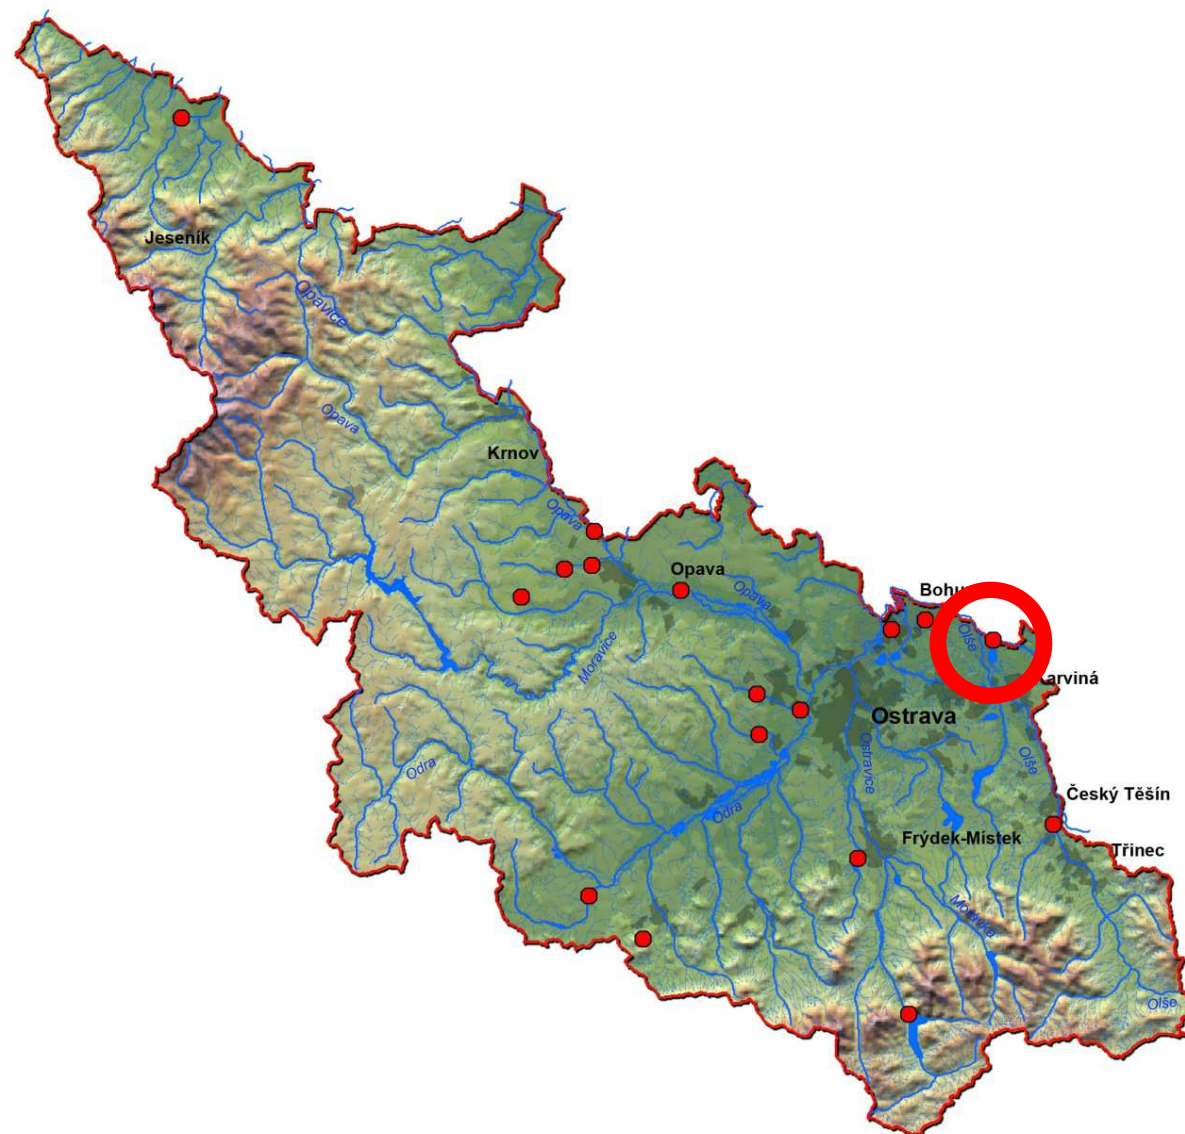 Jeseník
Opavice
Opava
Krnov
Opava
Opava
Opava
Bohu
Olše
Moravice
Karviná
Ostrava
Ostravice
Olše
Odra
Český Těšín
Odra
Frýdek-Místek
Třinec
Morávka
Olše